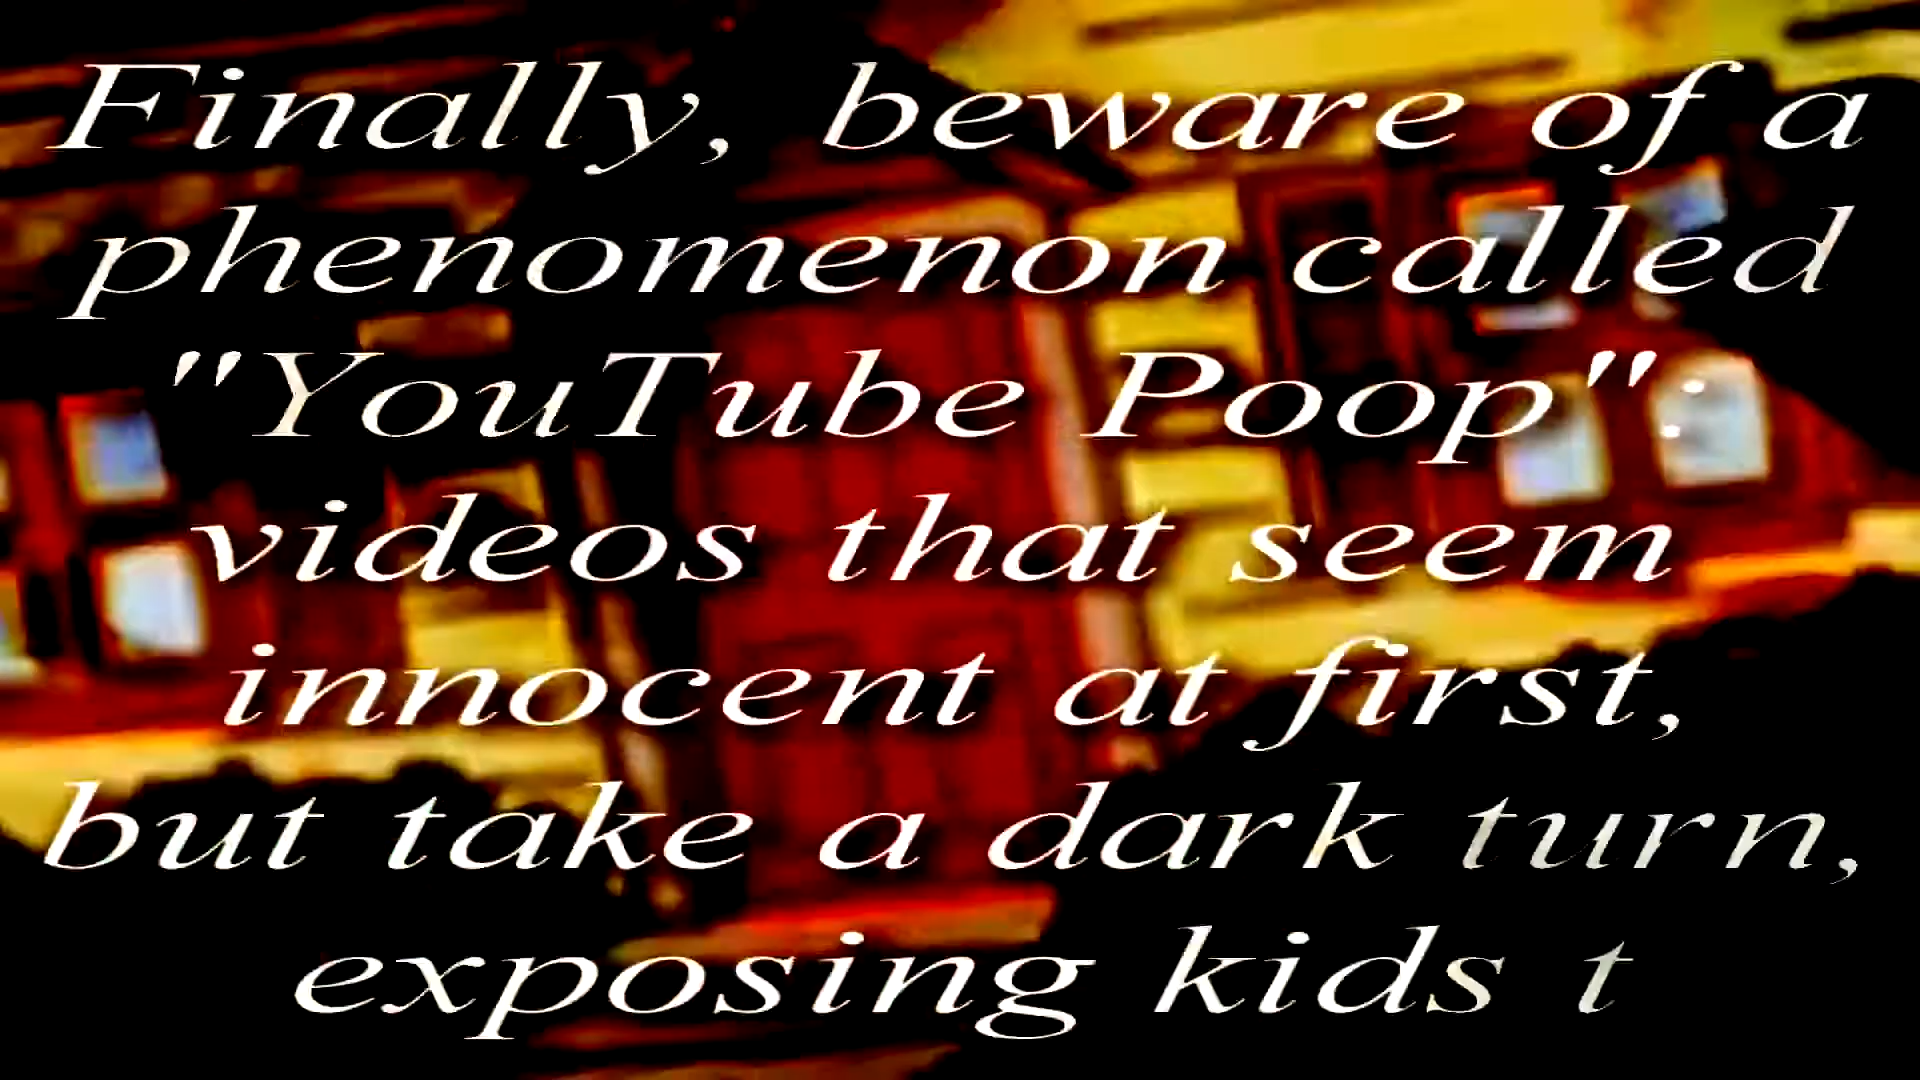 Finally, beware of a
phenomenon called
"YouTube Poop":
videos that seem
innocent at first,
but take a dark turn,
exposing kids t